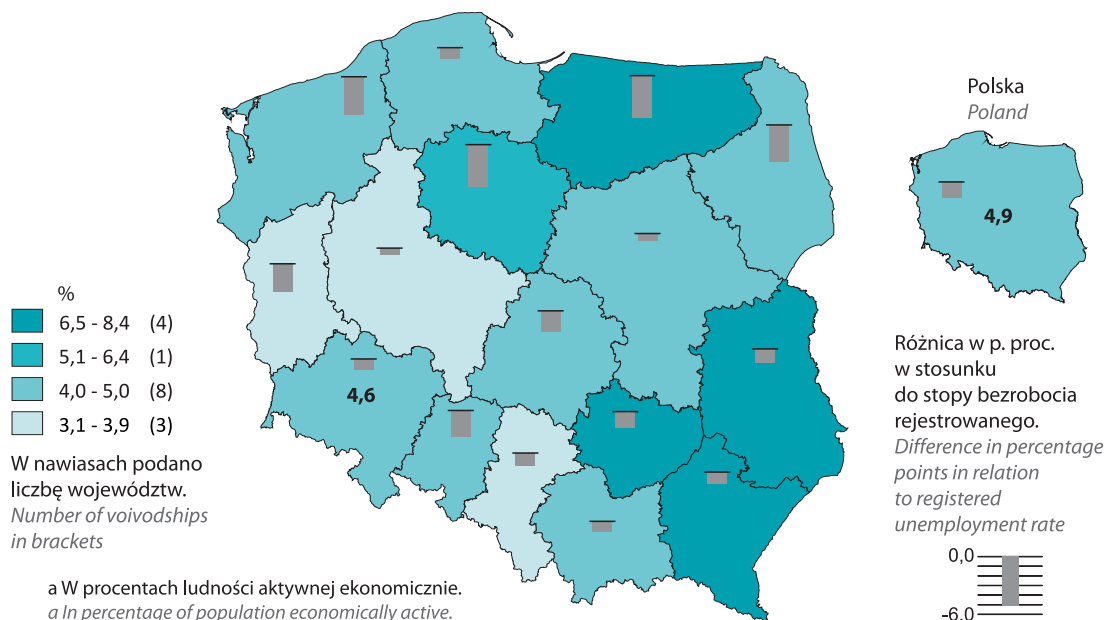 Polska
Poland
4,9
4,6
%
6,5 - 8,4 (4)
5,1 - 6,4 (1)
4,0 - 5,0 (8)
3,1 - 3,9 (3)
W nawiasach podano
liczbę województw.
Number of voivodships
in brackets
Różnica w p. proc.
w stosunku
do stopy bezrobocia
rejestrowanego.
Difference in percentage
points in relation
to registered
unemployment rate
0,0
-6,0
a W procentach ludności aktywnej ekonomicznie.
a In percentage of population economically active.